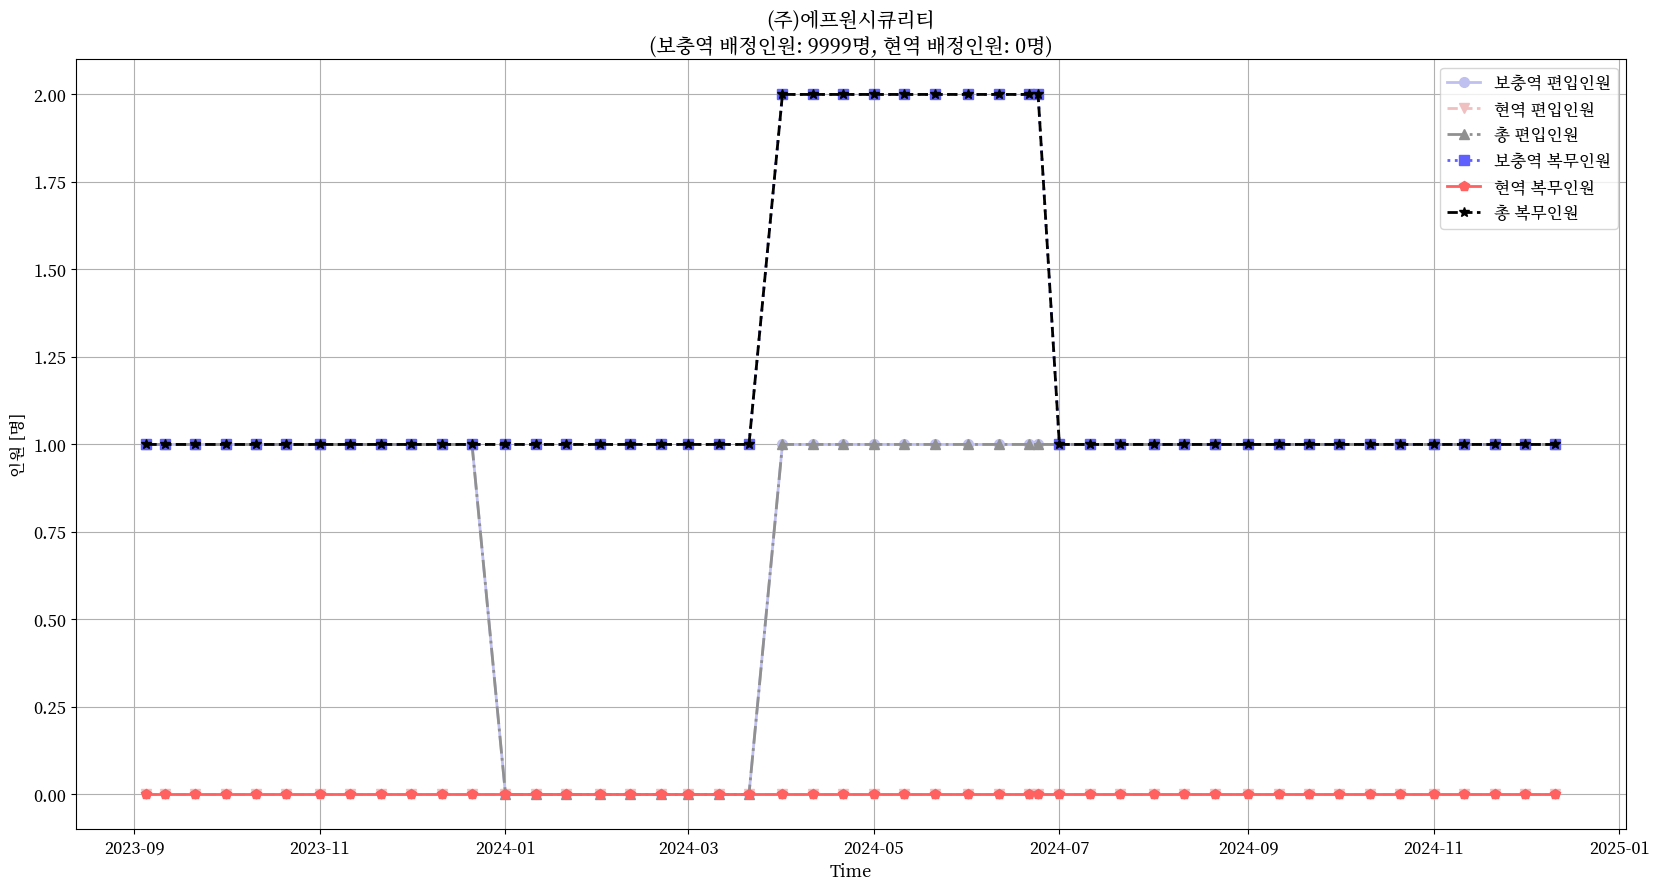 (주)에프원시큐리티
(보충역 배정인원: 9999명, 현역 배정인원: 0명)
보충역 편입인원
현역 편입인원
총 편입인원
보충역 복무인원
현역 복무인원
총 복무인원
인원 [명]
2.00
1.75
1.50
1.25
1.00
0.75
0.50
0.25
0.00
2023-09 2023-11 2024-01 2024-03 2024-05 2024-07 2024-09 2024-11 2025-01
Time